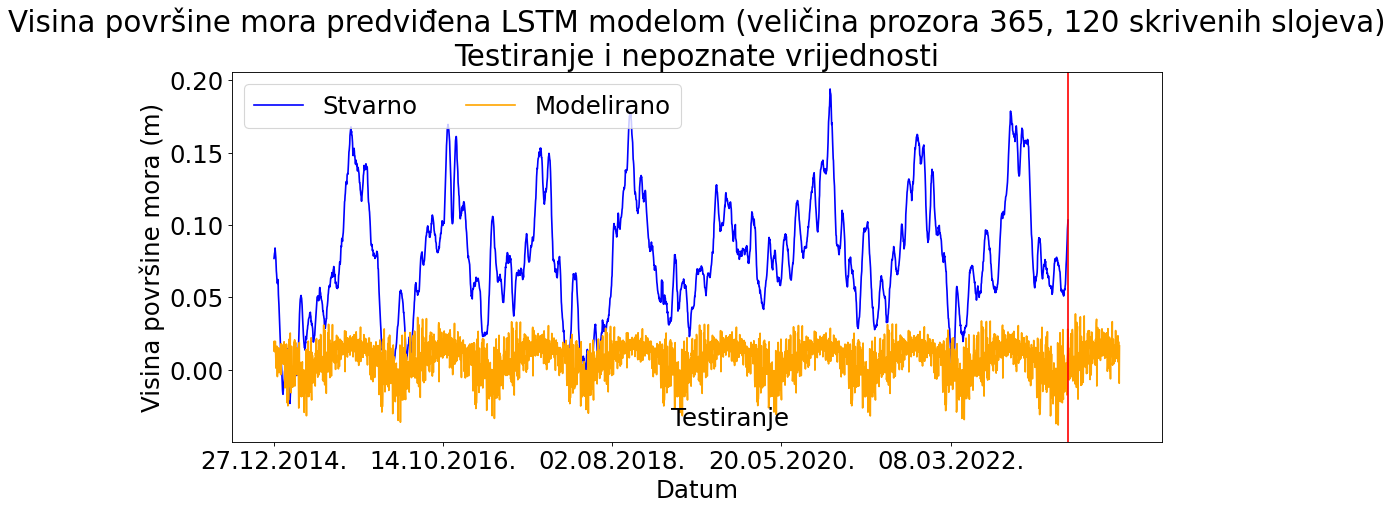 Visina površine mora predviđena LSTM modelom (veličina prozora 365, 120 skrivenih slojeva)
Testiranje i nepoznate vrijednosti
Stvarno Modelirano
Visina površine mora (m)
0.20
0.15
0.10
0.05
0.00
Testiranje
27.12.2014. 14.10.2016. 02.08.2018. 20.05.2020. 08.03.2022.
Datum